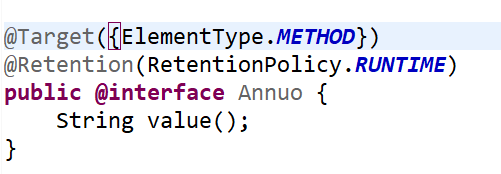 @Target({ElementType.METHOD})
@Retention(RetentionPolicy.RUNTIME)
public @interface Annuo {
    String value();
}